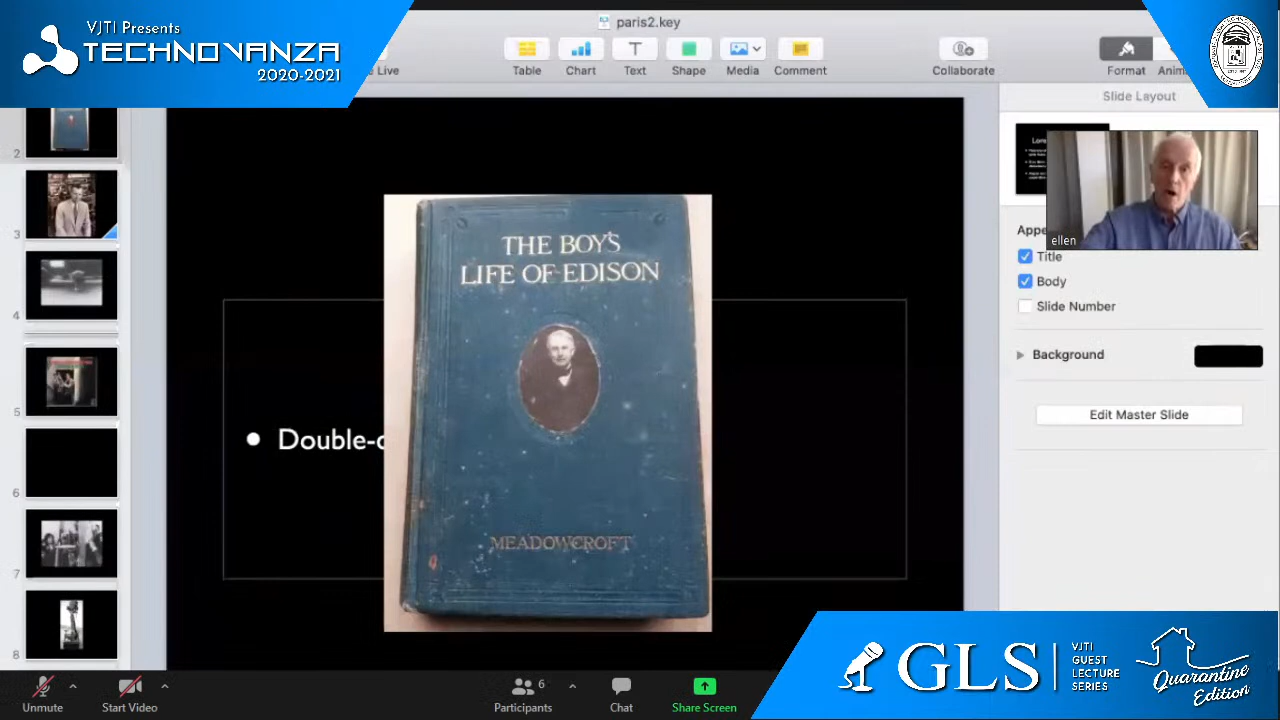 VJTI Presents
TECHNOVANZA
2020-2021
paris2.key
Live
Table
Chart
Text
Shape
Media
Comment
Collaborate
Format
Slide Layout
2
3
4
5
6
7
8
THE BOY'S
LIFE OF EDISON
MEADOWCROFT
Double-
ellen
Title
Body
Slide Number
Background
Edit Master Slide
Unmute
Start Video
6
Participants
Chat
Share Screen
GLS
VJTI
GUEST
LECTURE
SERIES
Quarantine
Edition